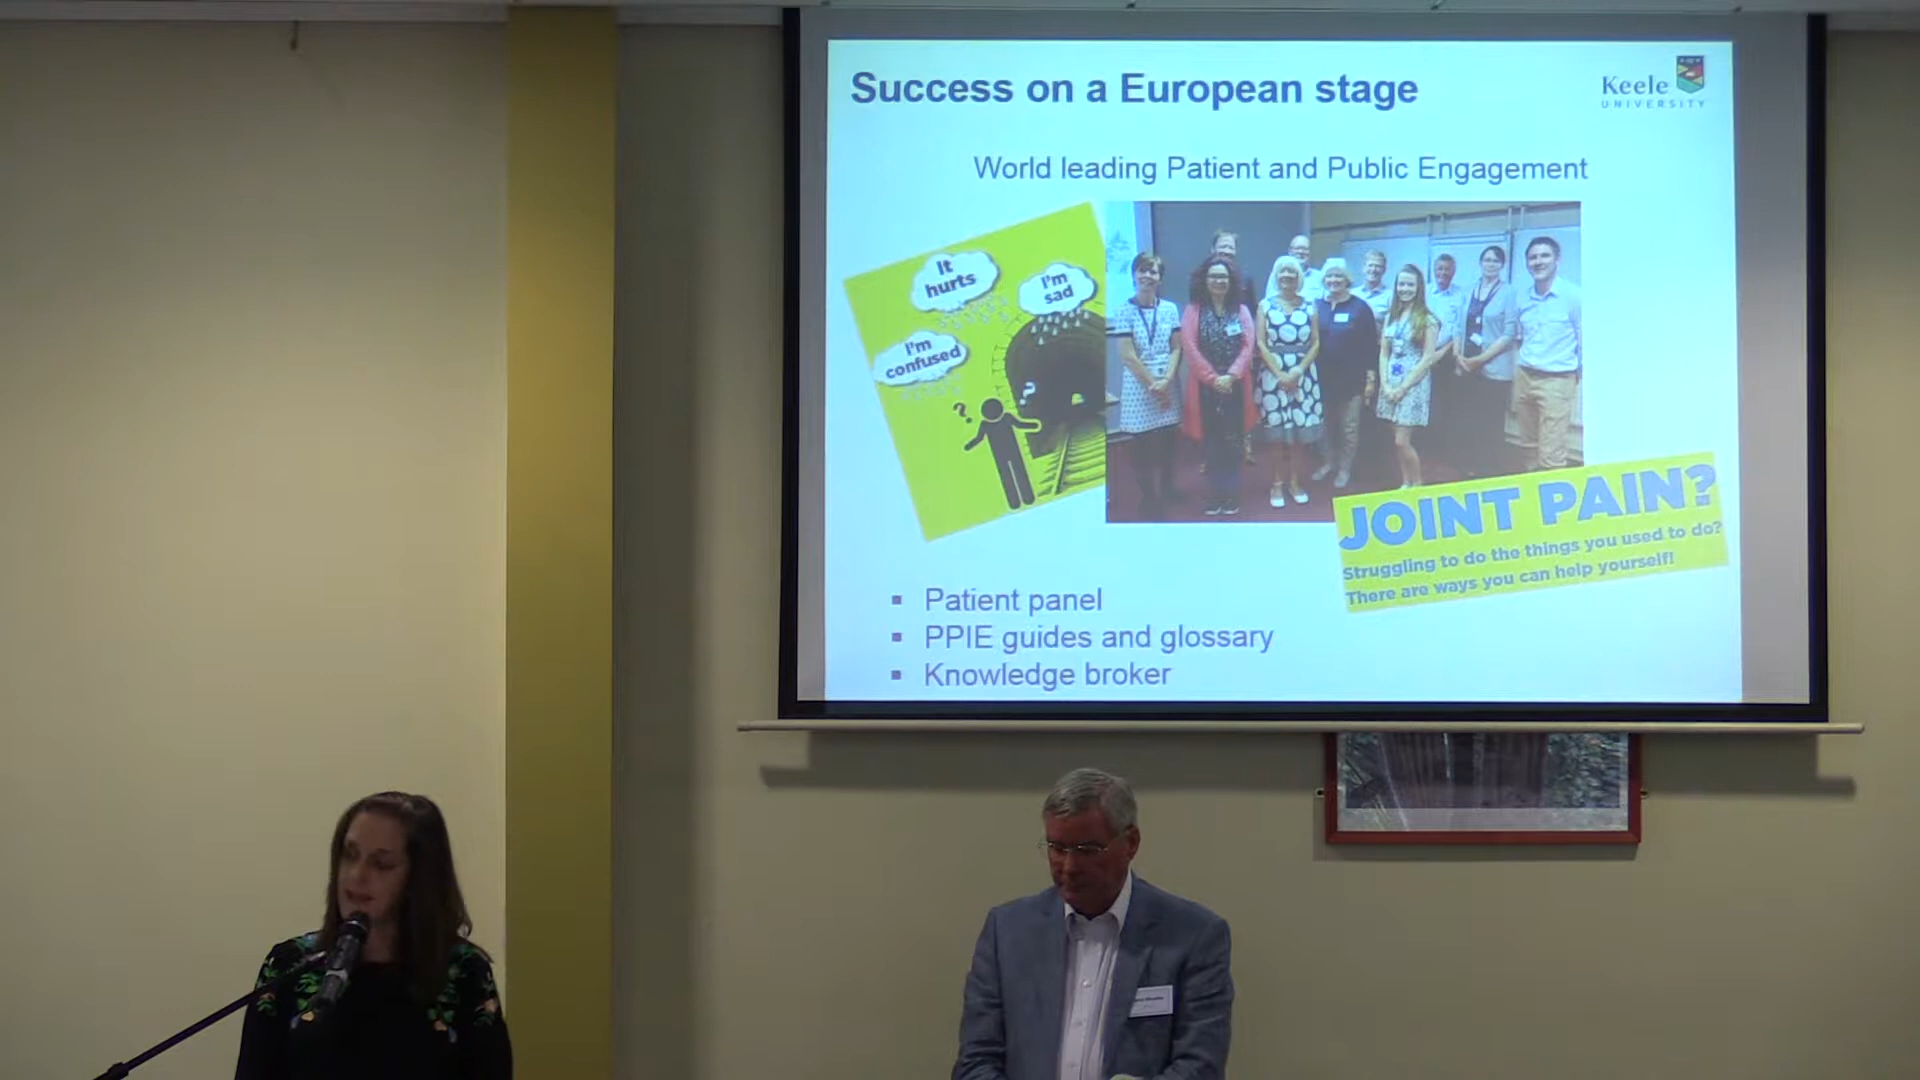 Success on a European stage
Keele
UNIVERSITY
World leading Patient and Public Engagement
It
hurts
I'm
sad
I'm
confused
?
?
JOINT PAIN?
Struggling to do the things you used to do?
There are ways you can help yourself!
▪ Patient panel
▪ PPIE guides and glossary
▪ Knowledge broker